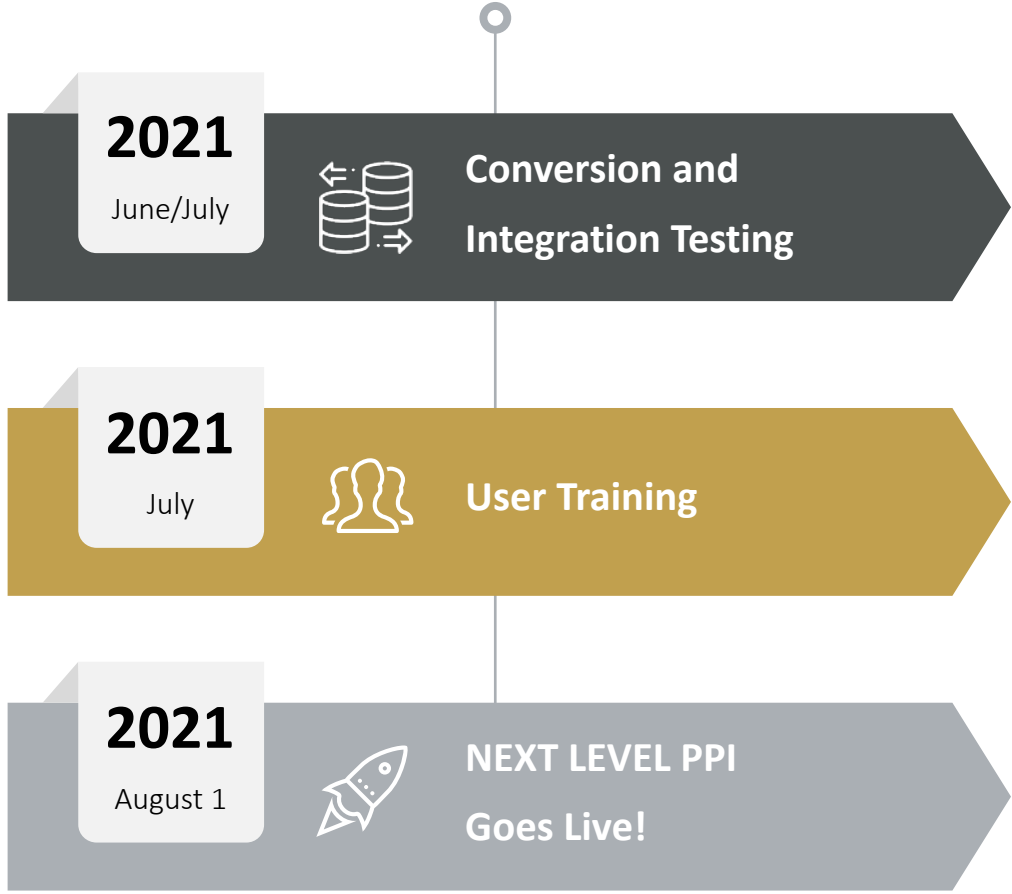 2021
June/July
Conversion and
Integration Testing
2021
July
User Training
2021
August 1
NEXT LEVEL PPI
Goes Live!